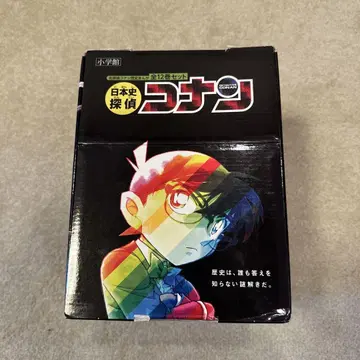 小学館
全12巻セット
日本史
探偵
コナン
歴史は、誰も答えを
知らない謎解きだ。